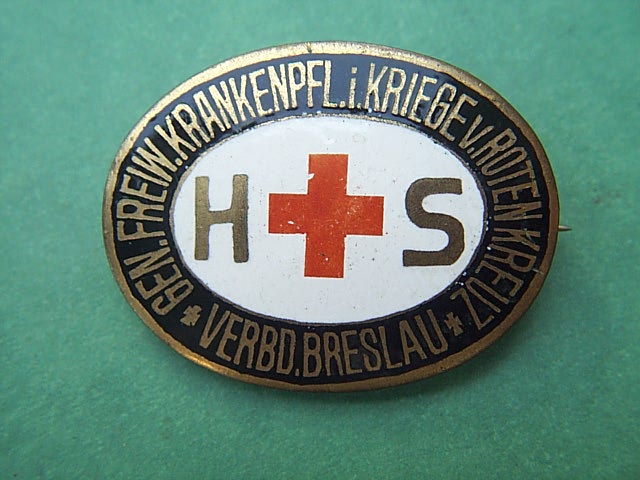 GEN. FREIW. KRANKENPFL. i. KRIEGE v. ROTEN KREUZ
H S
VERBD. BRESLAU